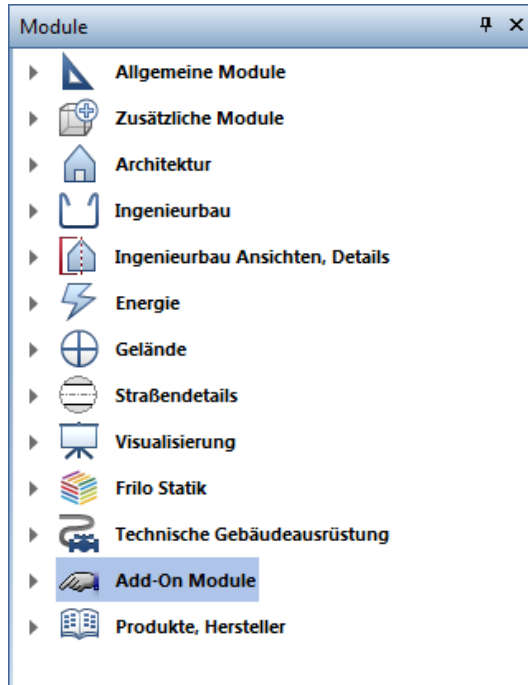 Module
Allgemeine Module
Zusätzliche Module
Architektur
Ingenieurbau
Ingenieurbau Ansichten, Details
Energie
Gelände
Straßendetails
Visualisierung
Frilo Statik
Technische Gebäudeausrüstung
Add-On Module
Produkte, Hersteller